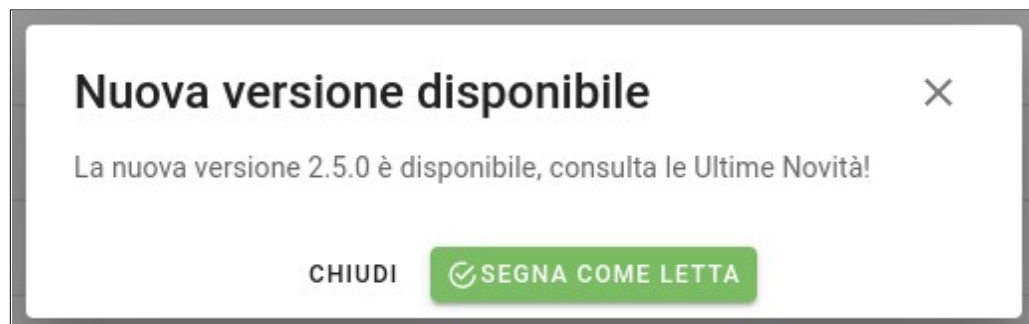 Nuova versione disponibile
La nuova versione 2.5.0 è disponibile, consulta le Ultime Novità!
CHIUDI SEGNA COME LETTA